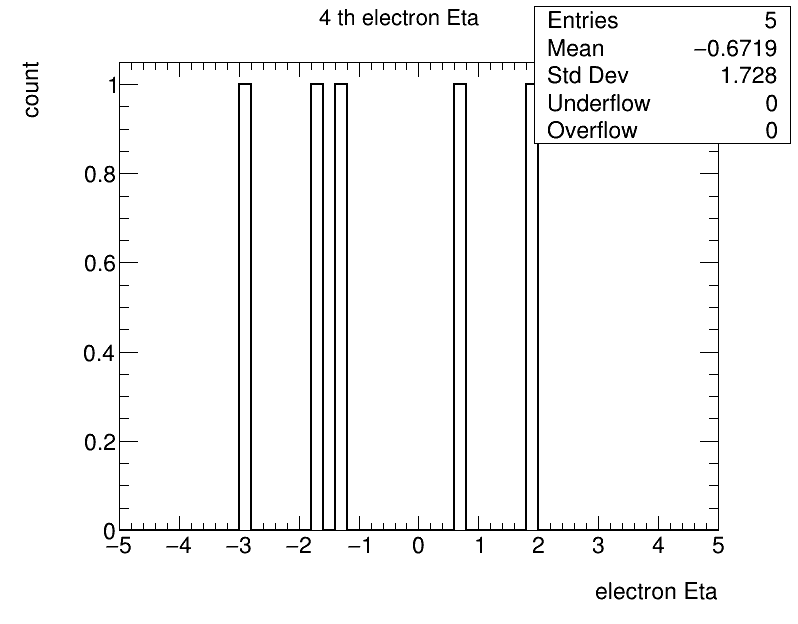 4 th electron Eta
Entries 5
Mean −0.6719
Std Dev 1.728
Underflow 0
Overflow 0
count
1
0.8
0.6
0.4
0.2
0
−5 −4 −3 −2 −1 0 1 2 3 4 5
electron Eta